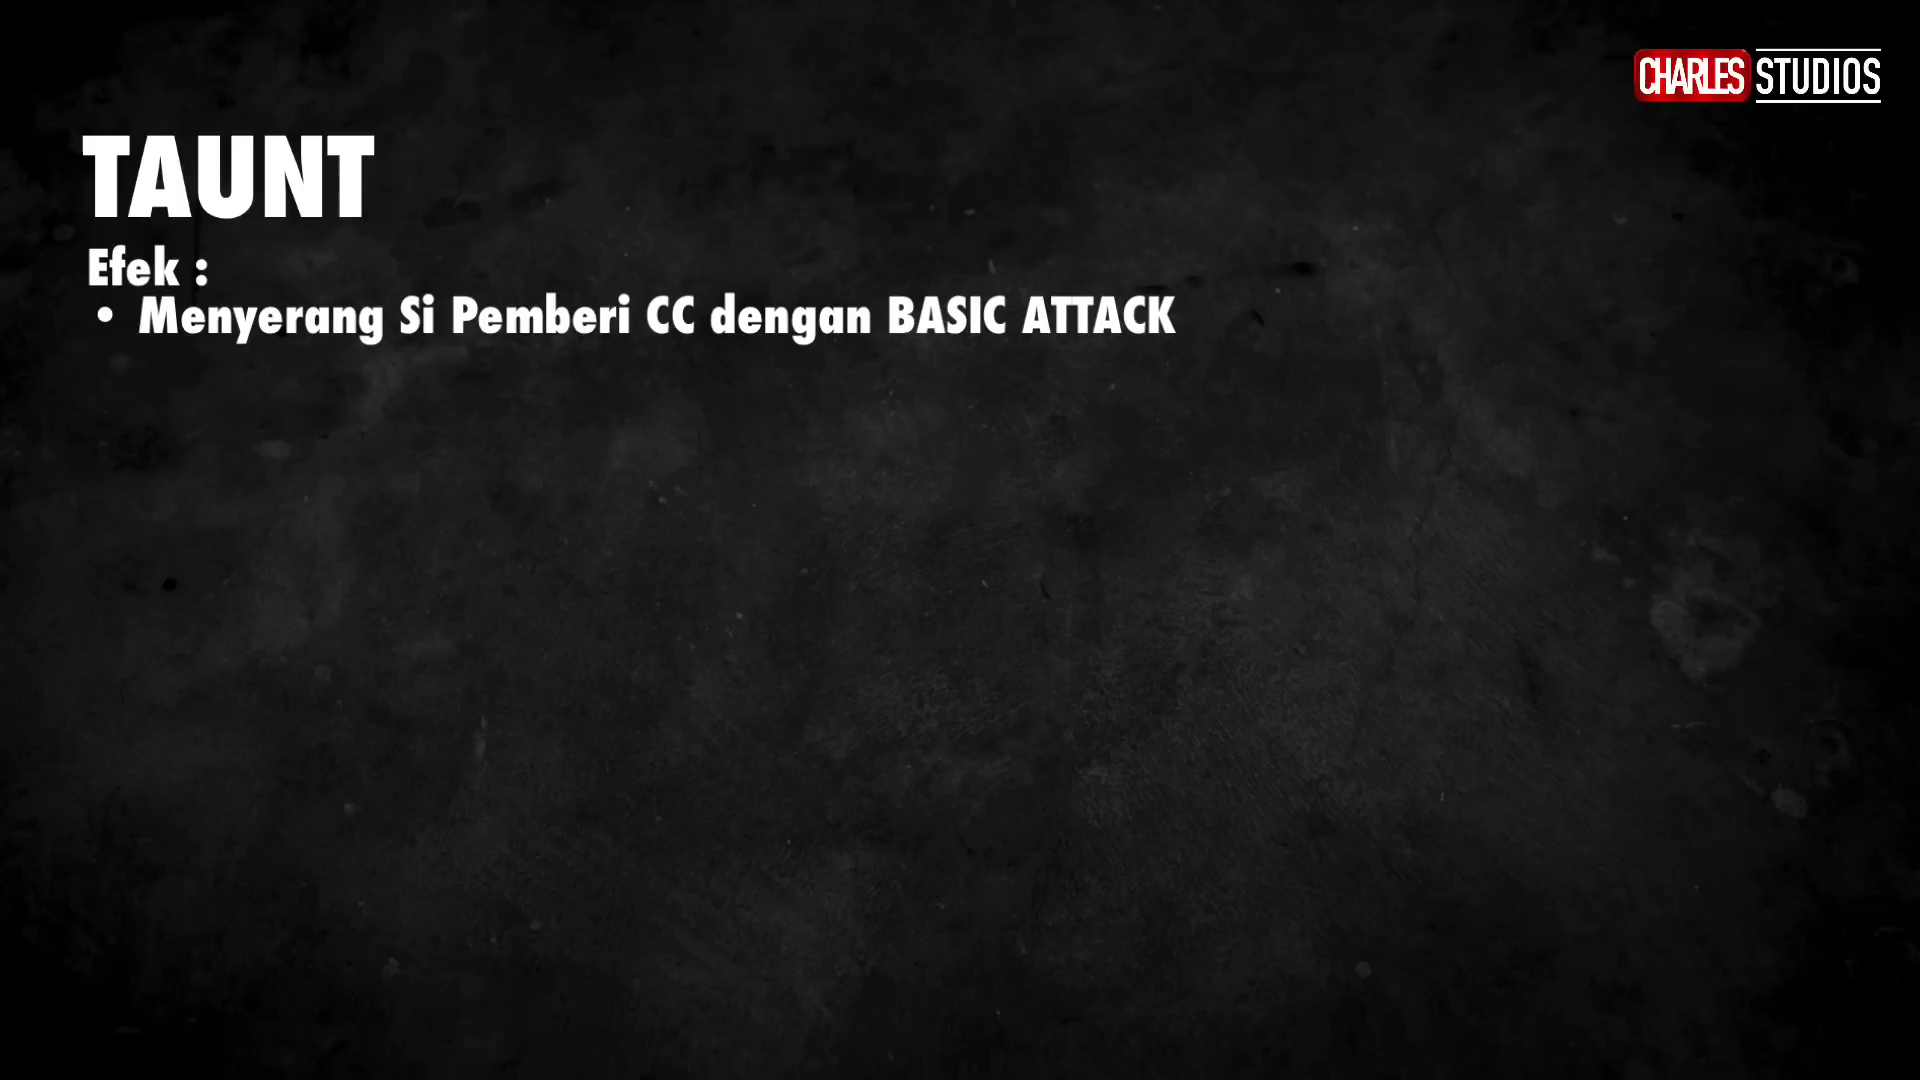 CHARLES STUDIOS
TAUNT
Efek :
• Menyerang Si Pemberi CC dengan BASIC ATTACK